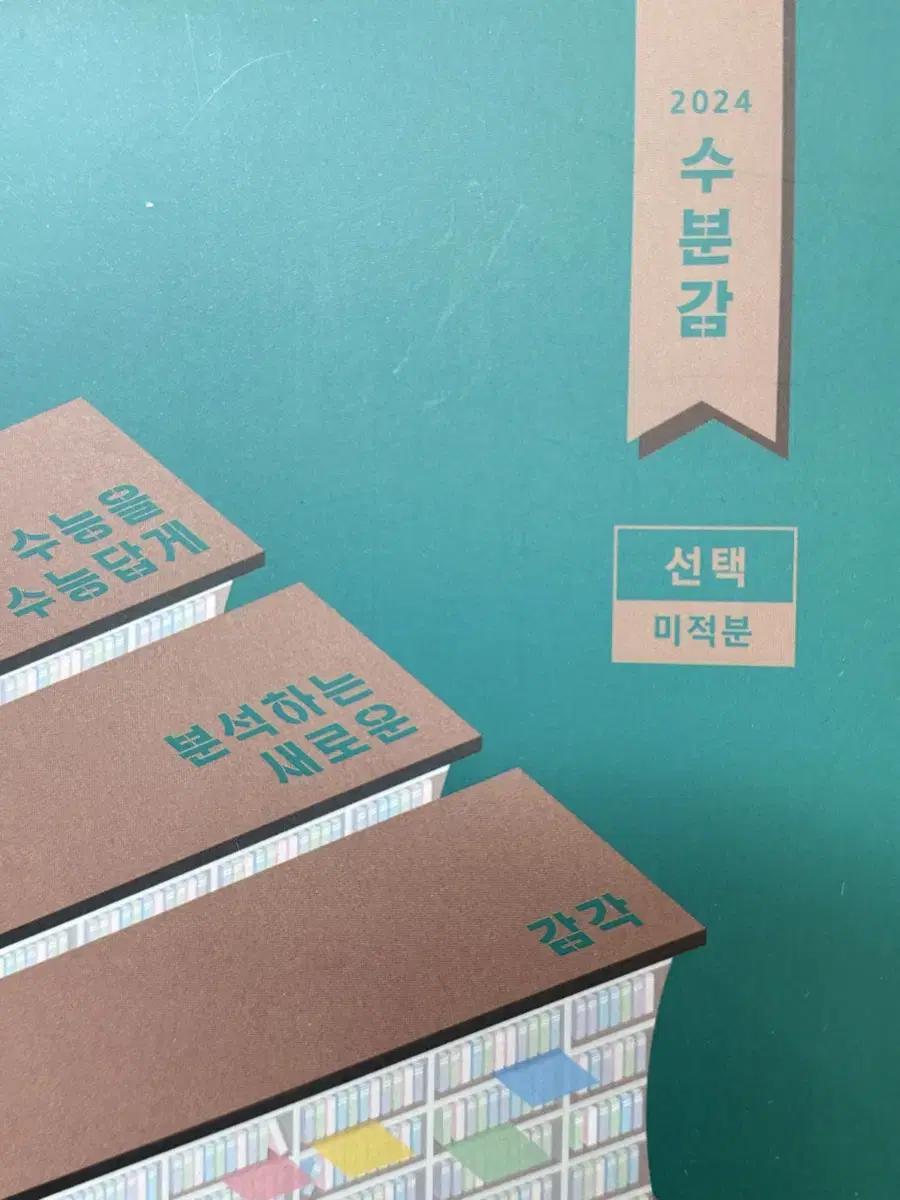 2024
수분감
선택
미적분
수능을
수능답게
분석하는
새로운
감각